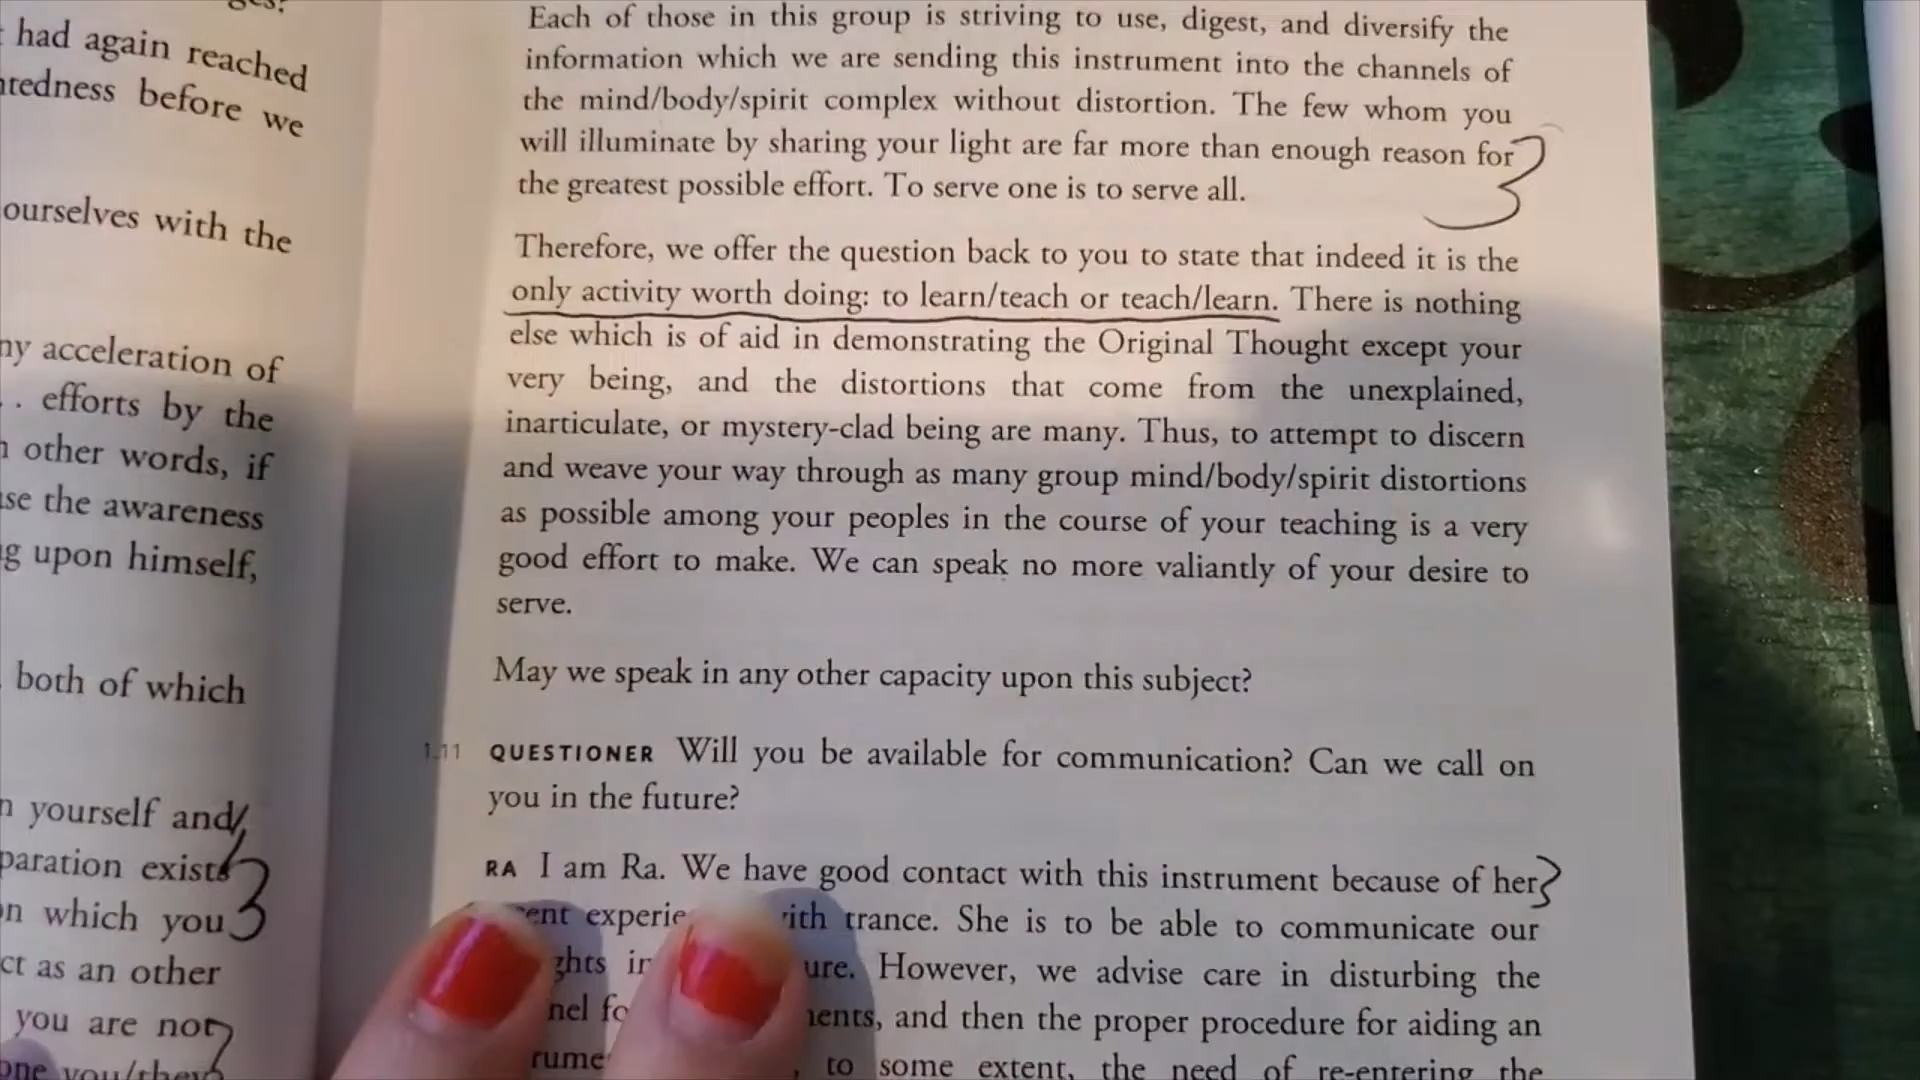 had again reached
before we
ourselves with the
acceleration of
. . efforts by the
other words, if
the awareness
upon himself,
both of which
yourself and
exists
which you
as an other
you are not
Each of those in this group is striving to use, digest, and diversify the
information which we are sending this instrument into the channels of
the mind/body/spirit complex without distortion. The few whom you
will illuminate by sharing your light are far more than enough reason for
the greatest possible effort. To serve one is to serve all.
Therefore, we offer the question back to you to state that indeed it is the
only activity worth doing: to learn/teach or teach/learn. There is nothing
else which is of aid in demonstrating the Original Thought except your
very being, and the distortions that come from the unexplained,
inarticulate, or mystery-clad being are many. Thus, to attempt to discern
and weave your way through as many group mind/body/spirit distortions
as possible among your peoples in the course of your teaching is a very
good effort to make. We can speak no more valiantly of your desire to
serve.
May we speak in any other capacity upon this subject?
1.11 QUESTIONER Will you be available for communication? Can we call on
you in the future?
RA I am Ra. We have good contact with this instrument because of her
trance. She is to be able to communicate our
However, we advise care in disturbing the
and then the proper procedure for aiding an
to some extent, the need of re-entering the